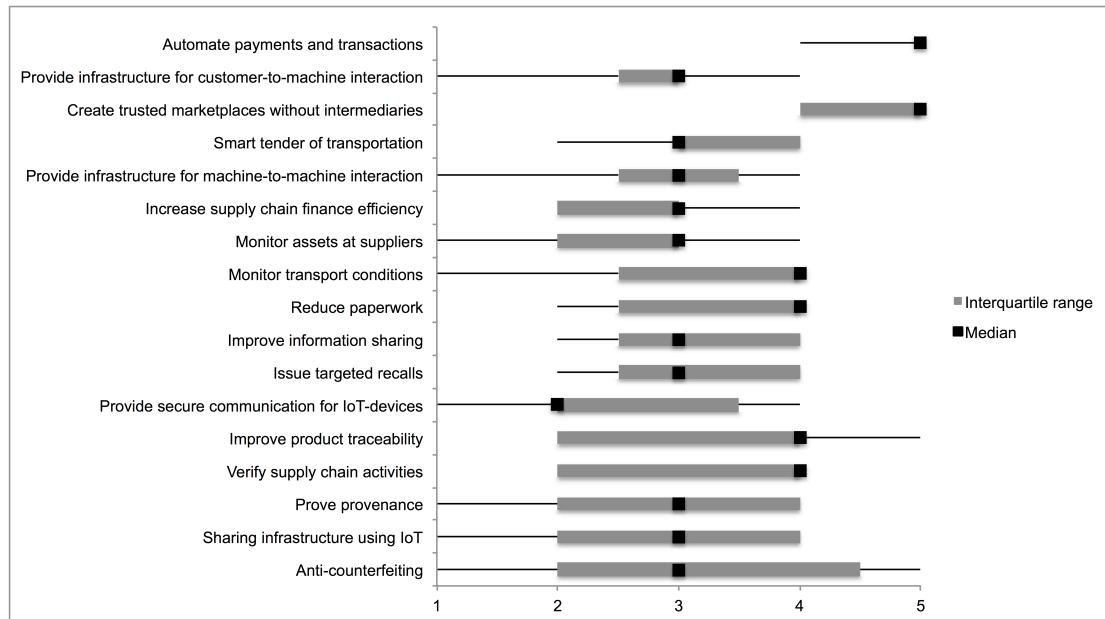 Automate payments and transactions
Provide infrastructure for customer-to-machine interaction
Create trusted marketplaces without intermediaries
Smart tender of transportation
Provide infrastructure for machine-to-machine interaction
Increase supply chain finance efficiency
Monitor assets at suppliers
Monitor transport conditions
Reduce paperwork
Improve information sharing
Issue targeted recalls
Provide secure communication for IoT-devices
Improve product traceability
Verify supply chain activities
Prove provenance
Sharing infrastructure using IoT
Anti-counterfeiting
1 2 3 4 5
Interquartile range
Median